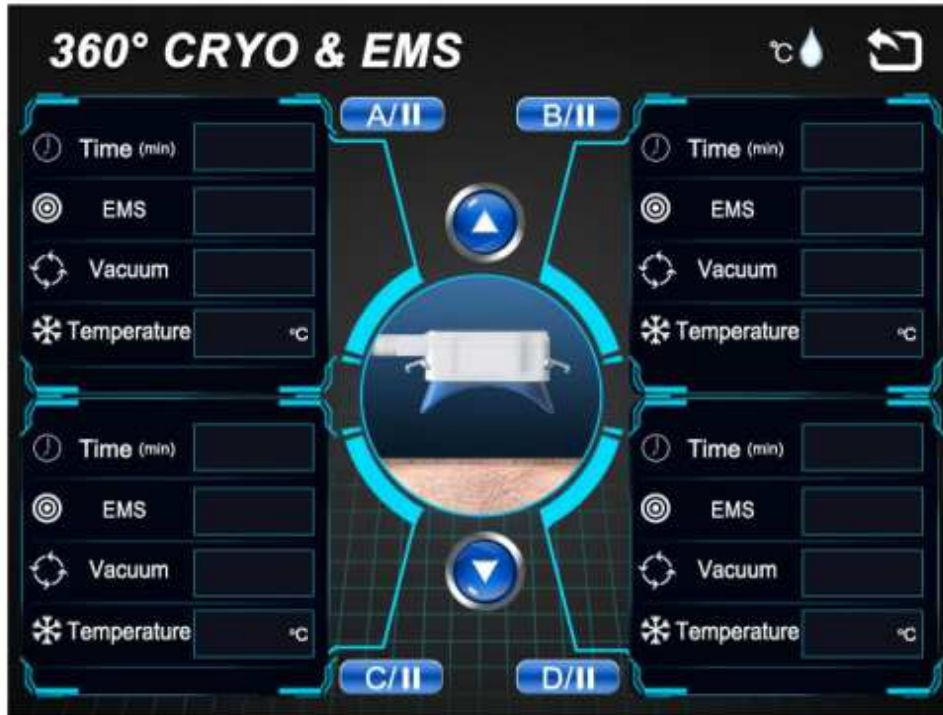 360° CRYO & EMS
°C
A/II
B/II
Time (min)
EMS
Vacuum
Temperature °C
Time (min)
EMS
Vacuum
Temperature °C
Time (min)
EMS
Vacuum
Temperature °C
Time (min)
EMS
Vacuum
Temperature °C
C/II
D/II